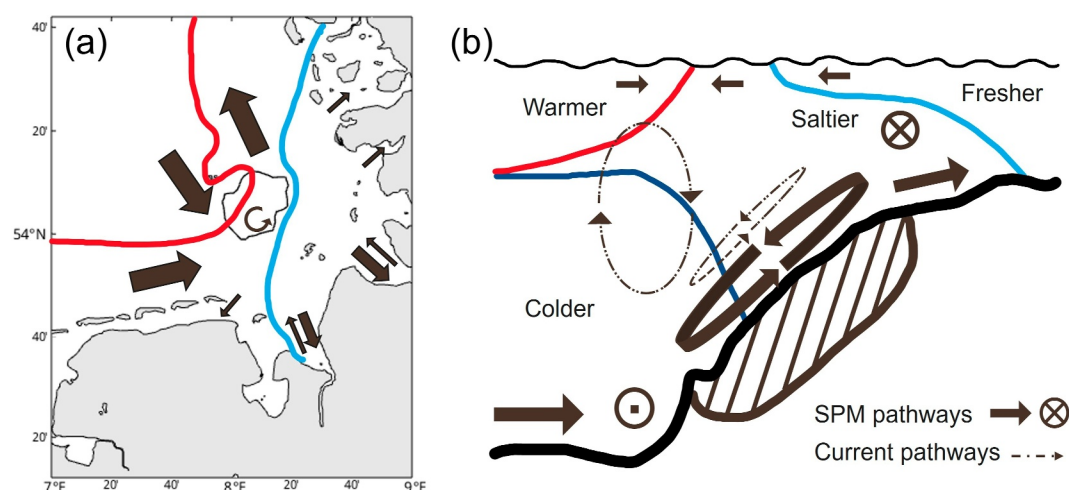 (a)
40'
20'
54°N
40'
20'
7°E
20'
40'
8°E
20'
40'
9°E
(b)
Warmer
Saltier
Fresher
Colder
SPM pathways
Current pathways